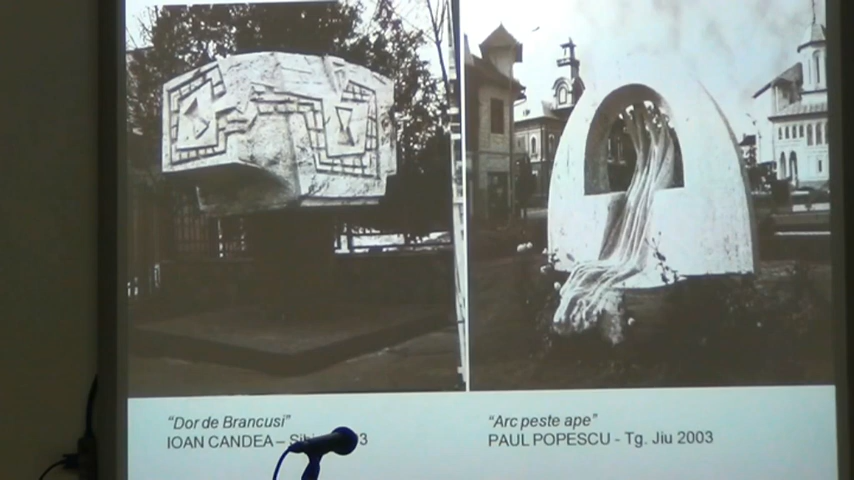 “Dor de Brancusi”
IOAN CANDEA –
“Arc peste ape”
PAUL POPESCU - Tg. Jiu 2003